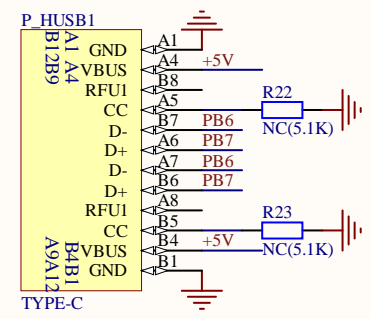 P_HUSB1
A1 A4
B12B9
GND A1
VBUS A4 +5V
RFU1 B8
CC A5 R22
NC(5.1K)
D- B7 PB6
D+ A6 PB7
D- A7 PB6
D+ B6 PB7
RFU1 A8
CC B5 R23
NC(5.1K)
VBUS B4 +5V
GND B1
B4B1
A9A12
TYPE-C